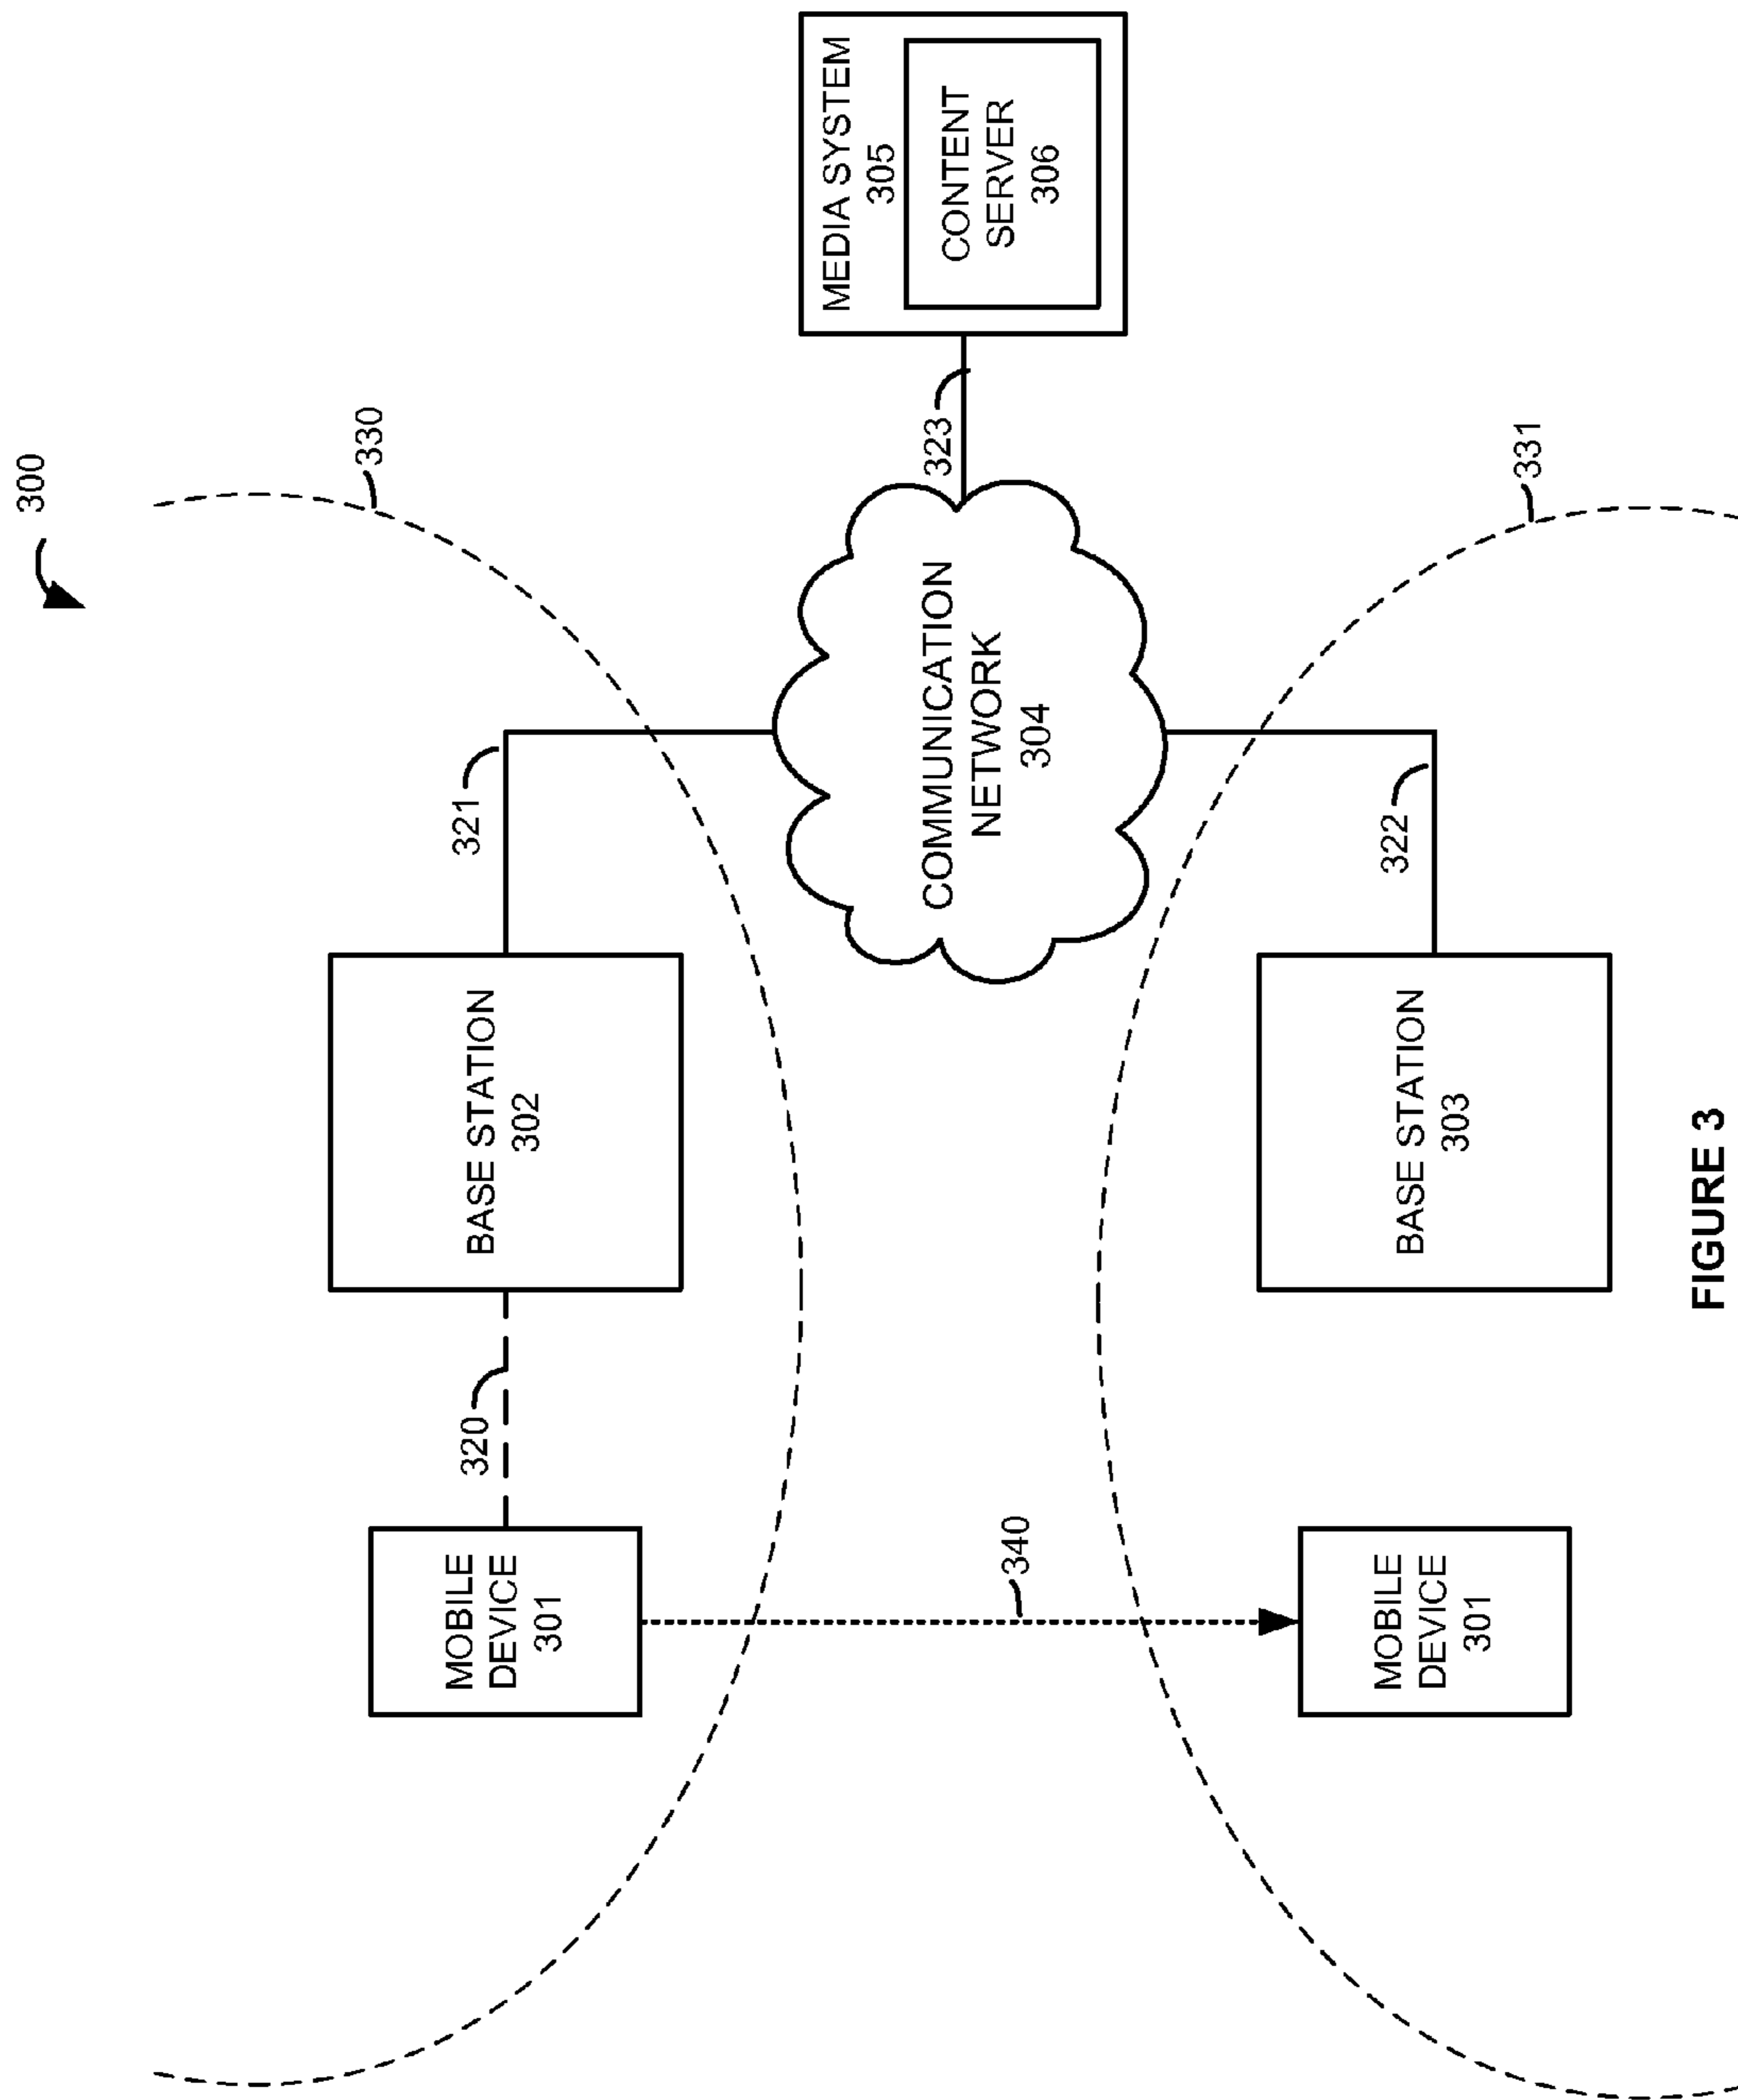 300
330
MEDIA SYSTEM
305
CONTENT
SERVER
306
321
323
BASE STATION
302
320
MOBILE
DEVICE
301
COMMUNICATION
NETWORK
304
340
322
331
BASE STATION
303
MOBILE
DEVICE
301
FIGURE 3